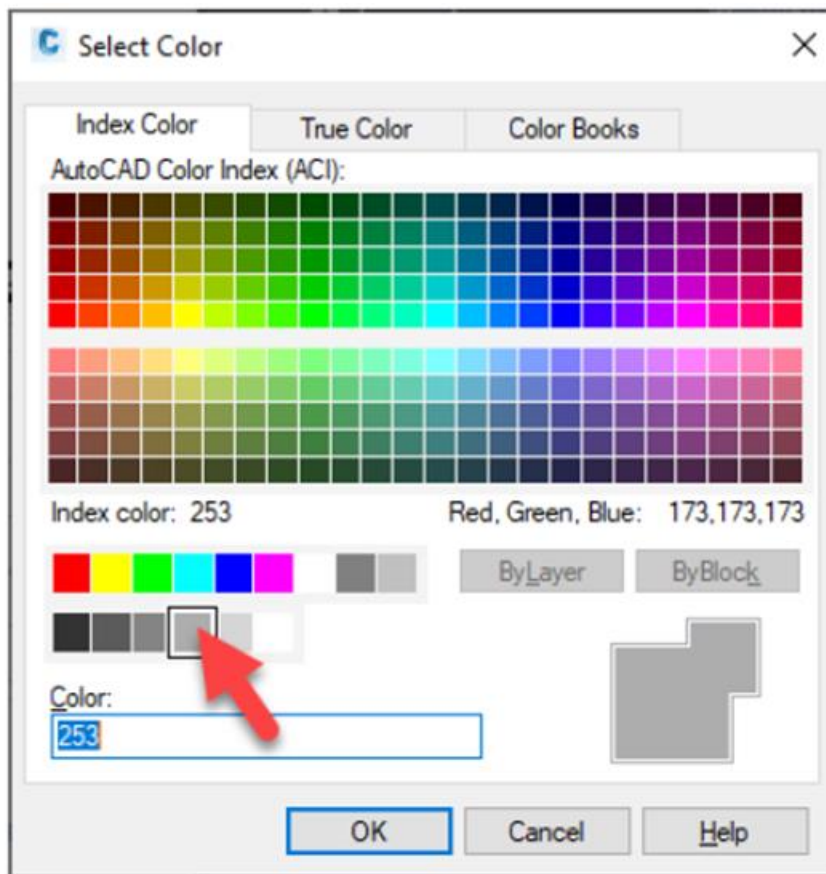 Select Color
Index Color True Color Color Books
AutoCAD Color Index (ACI):
Index color: 253 Red, Green, Blue: 173,173,173
ByLayer ByBlock
Color:
253
OK Cancel Help